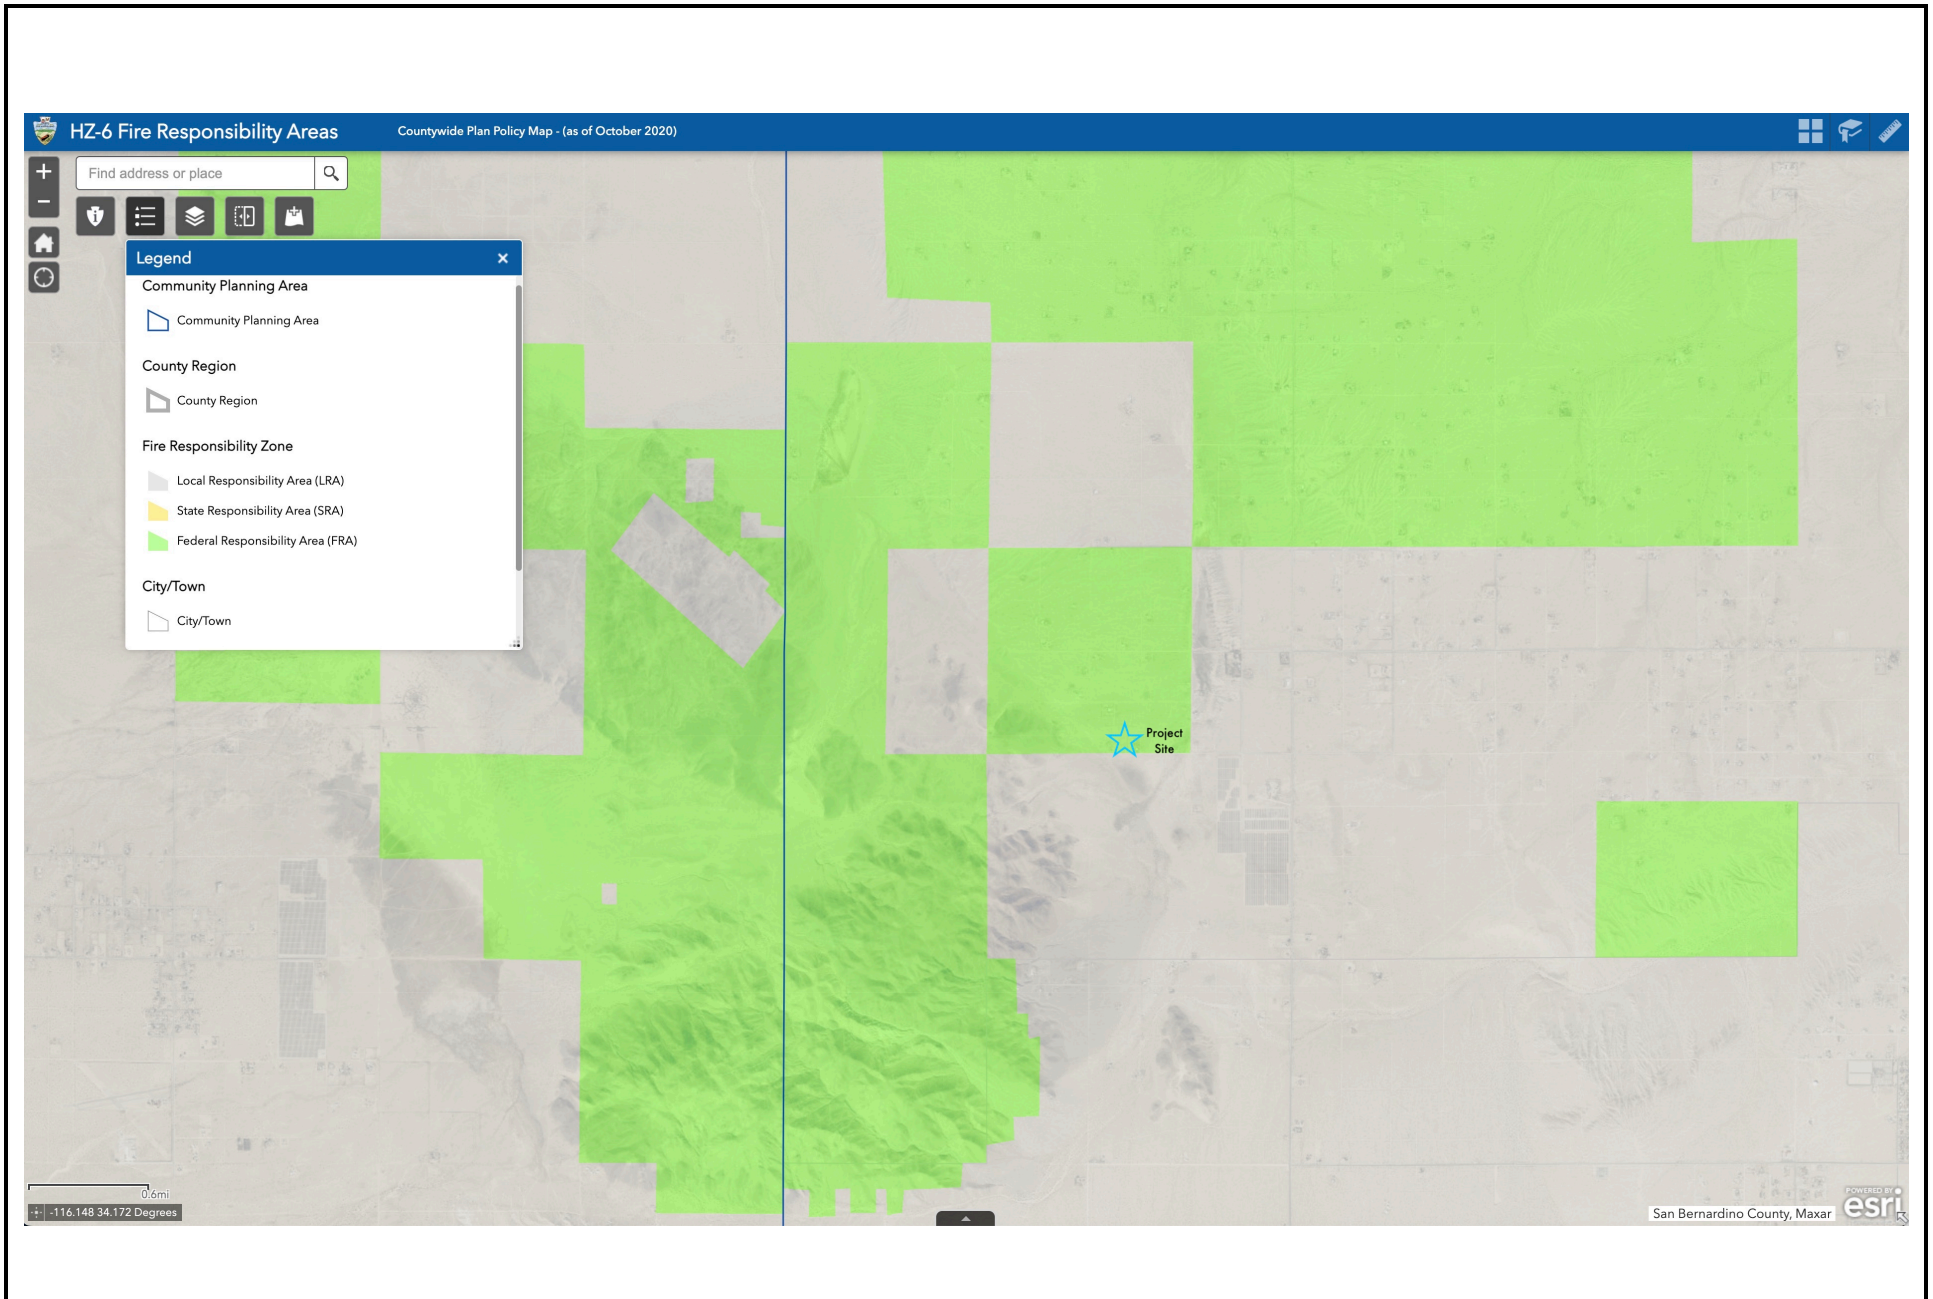 HZ-6 Fire Responsibility Areas
Countywide Plan Policy Map - (as of October 2020)
+
Find address or place
−
Legend
×
Community Planning Area
Community Planning Area
County Region
County Region
Fire Responsibility Zone
Local Responsibility Area (LRA)
State Responsibility Area (SRA)
Federal Responsibility Area (FRA)
City/Town
City/Town
Project
Site
0.6mi
-116.148 34.172 Degrees
San Bernardino County, Maxar
POWERED BY
esri